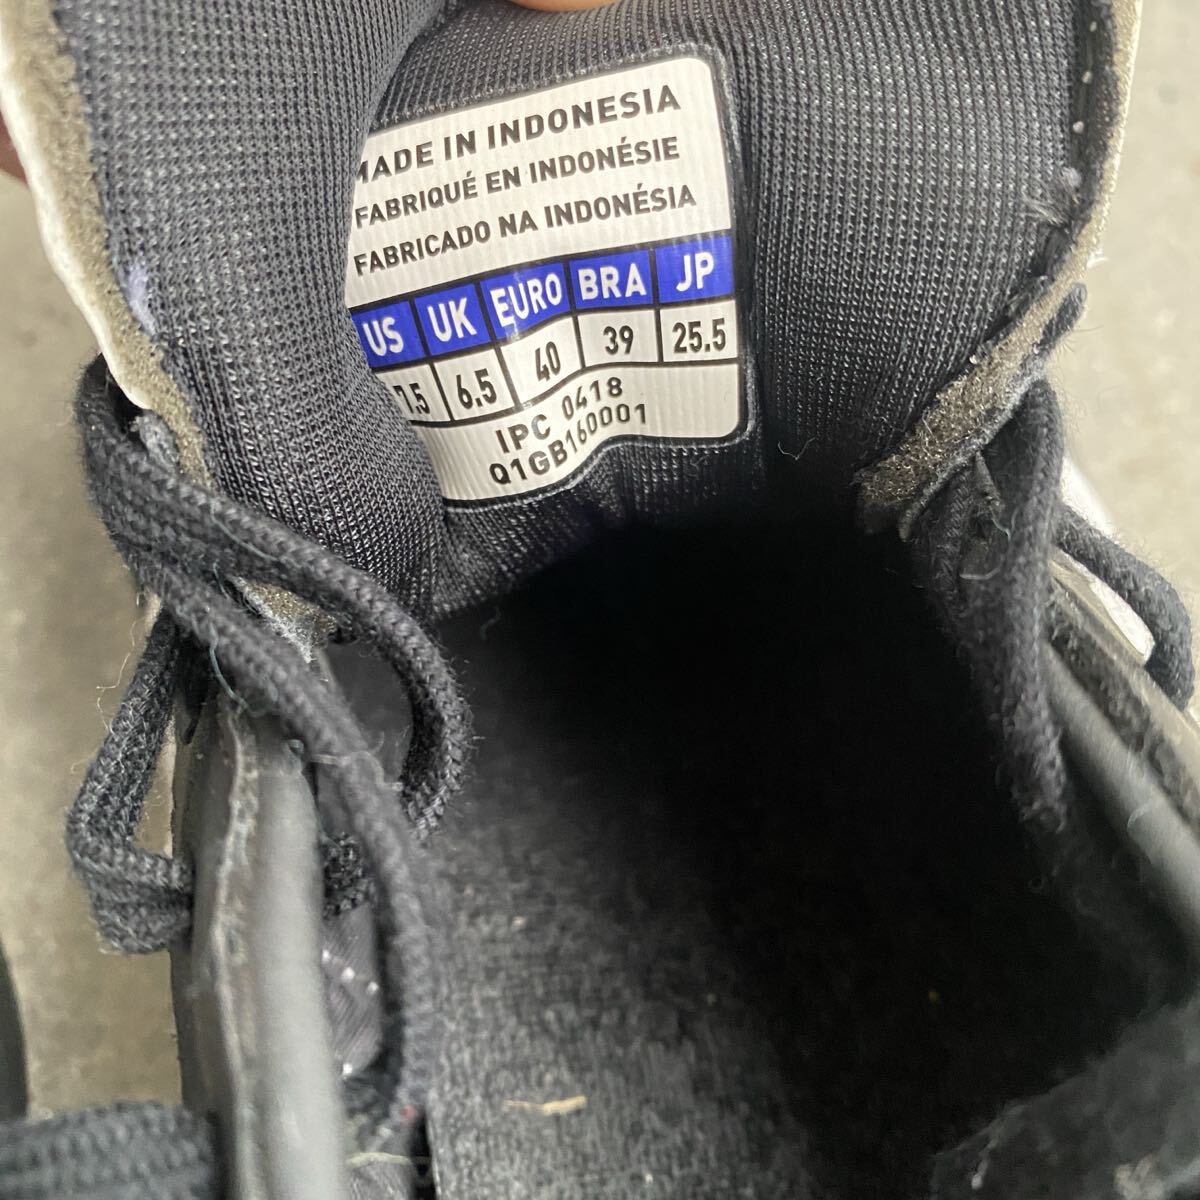 MADE IN INDONESIA
FABRIQUÉ EN INDONÉSIE
FABRICADO NA INDONÉSIA
US UK EURO BRA JP
7.5 6.5 40 39 25.5
IPC 0418
Q1GB160001